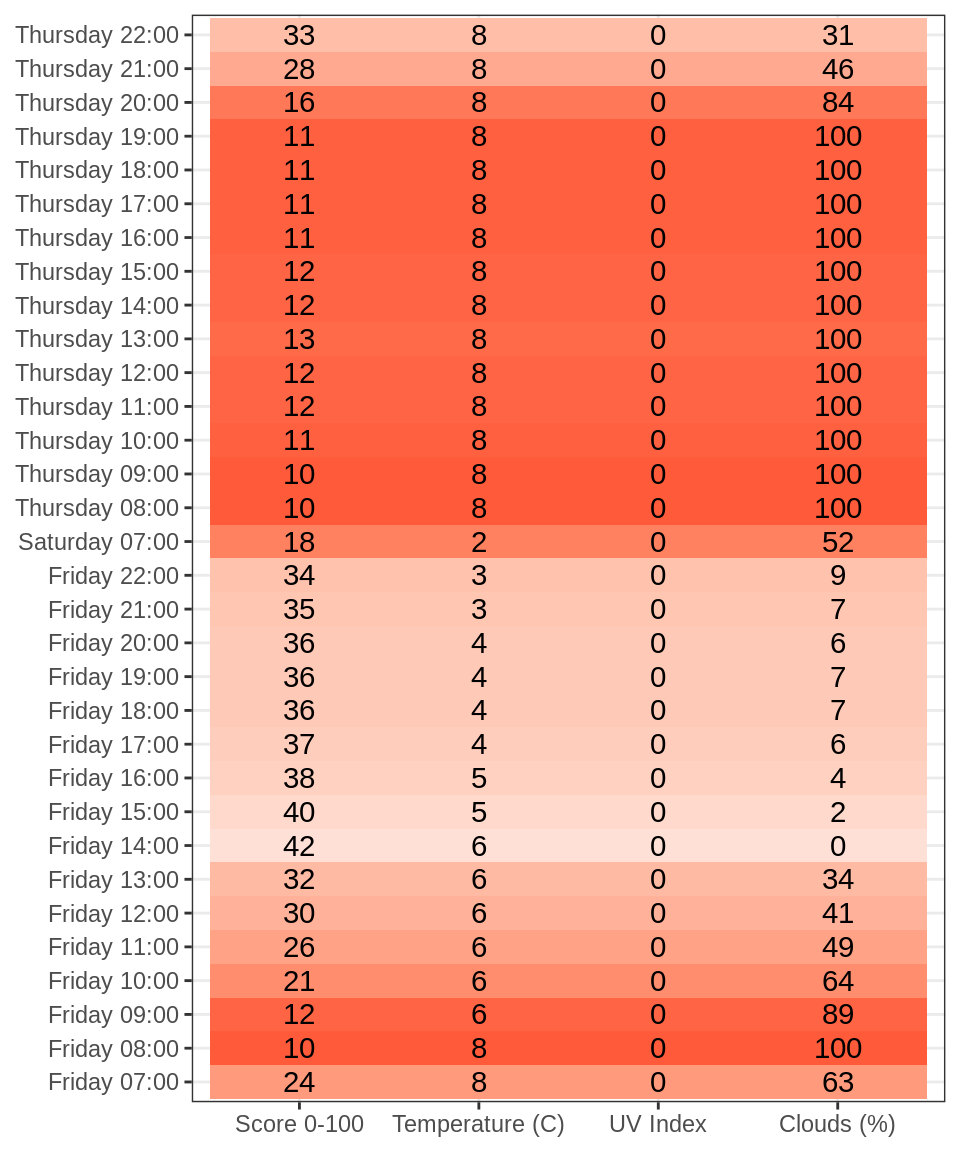 Thursday 22:00 33 8 0 31
Thursday 21:00 28 8 0 46
Thursday 20:00 16 8 0 84
Thursday 19:00 11 8 0 100
Thursday 18:00 11 8 0 100
Thursday 17:00 11 8 0 100
Thursday 16:00 11 8 0 100
Thursday 15:00 12 8 0 100
Thursday 14:00 12 8 0 100
Thursday 13:00 13 8 0 100
Thursday 12:00 12 8 0 100
Thursday 11:00 12 8 0 100
Thursday 10:00 11 8 0 100
Thursday 09:00 10 8 0 100
Thursday 08:00 10 8 0 100
Saturday 07:00 18 2 0 52
Friday 22:00 34 3 0 9
Friday 21:00 35 3 0 7
Friday 20:00 36 4 0 6
Friday 19:00 36 4 0 7
Friday 18:00 36 4 0 7
Friday 17:00 37 4 0 6
Friday 16:00 38 5 0 4
Friday 15:00 40 5 0 2
Friday 14:00 42 6 0 0
Friday 13:00 32 6 0 34
Friday 12:00 30 6 0 41
Friday 11:00 26 6 0 49
Friday 10:00 21 6 0 64
Friday 09:00 12 6 0 89
Friday 08:00 10 8 0 100
Friday 07:00 24 8 0 63
Score 0-100 Temperature (C) UV Index Clouds (%)